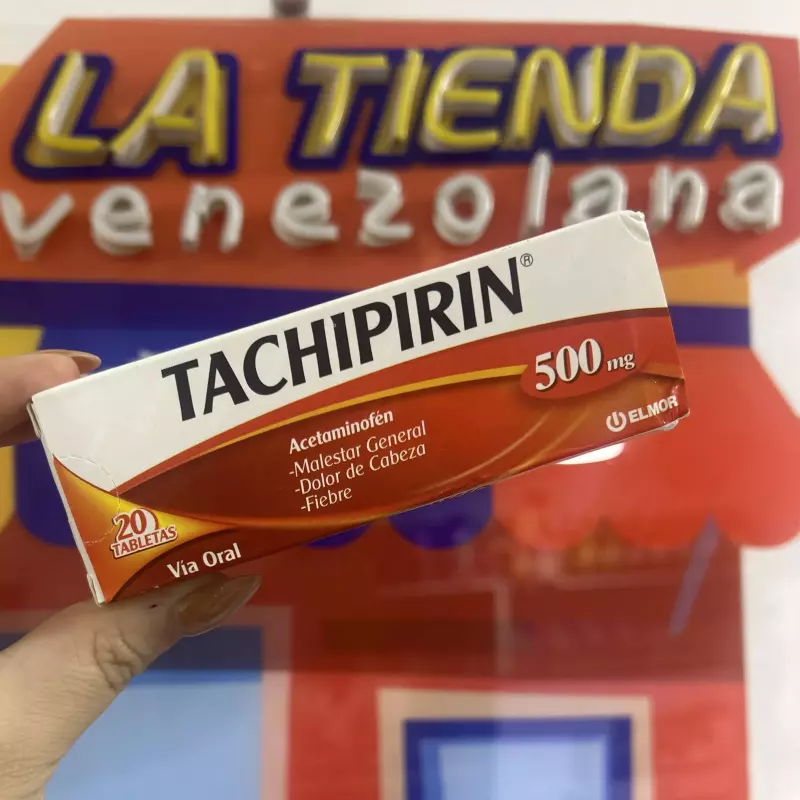 LA TIENDA
venezolana
TACHIPIRIN®
500 mg
Acetaminofén
-Malestar General
-Dolor de Cabeza
-Fiebre
ELMOR
20
TABLETAS
Vía Oral